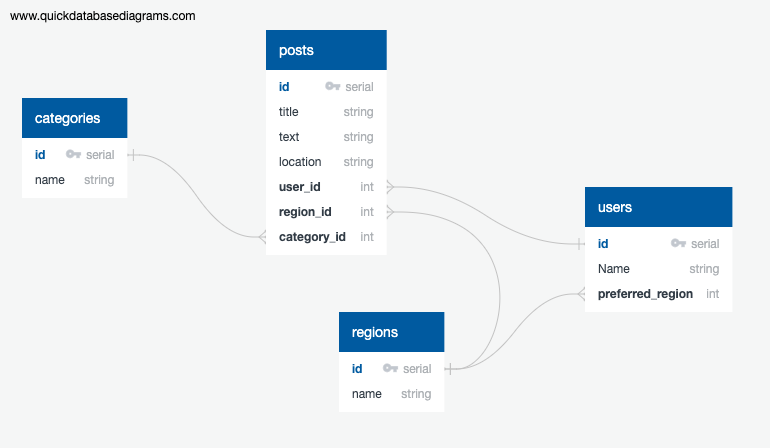 www.quickdatabasediagrams.com
posts
id serial
title string
text string
location string
user_id int
region_id int
category_id int
categories
id serial
name string
users
id serial
Name string
preferred_region int
regions
id serial
name string